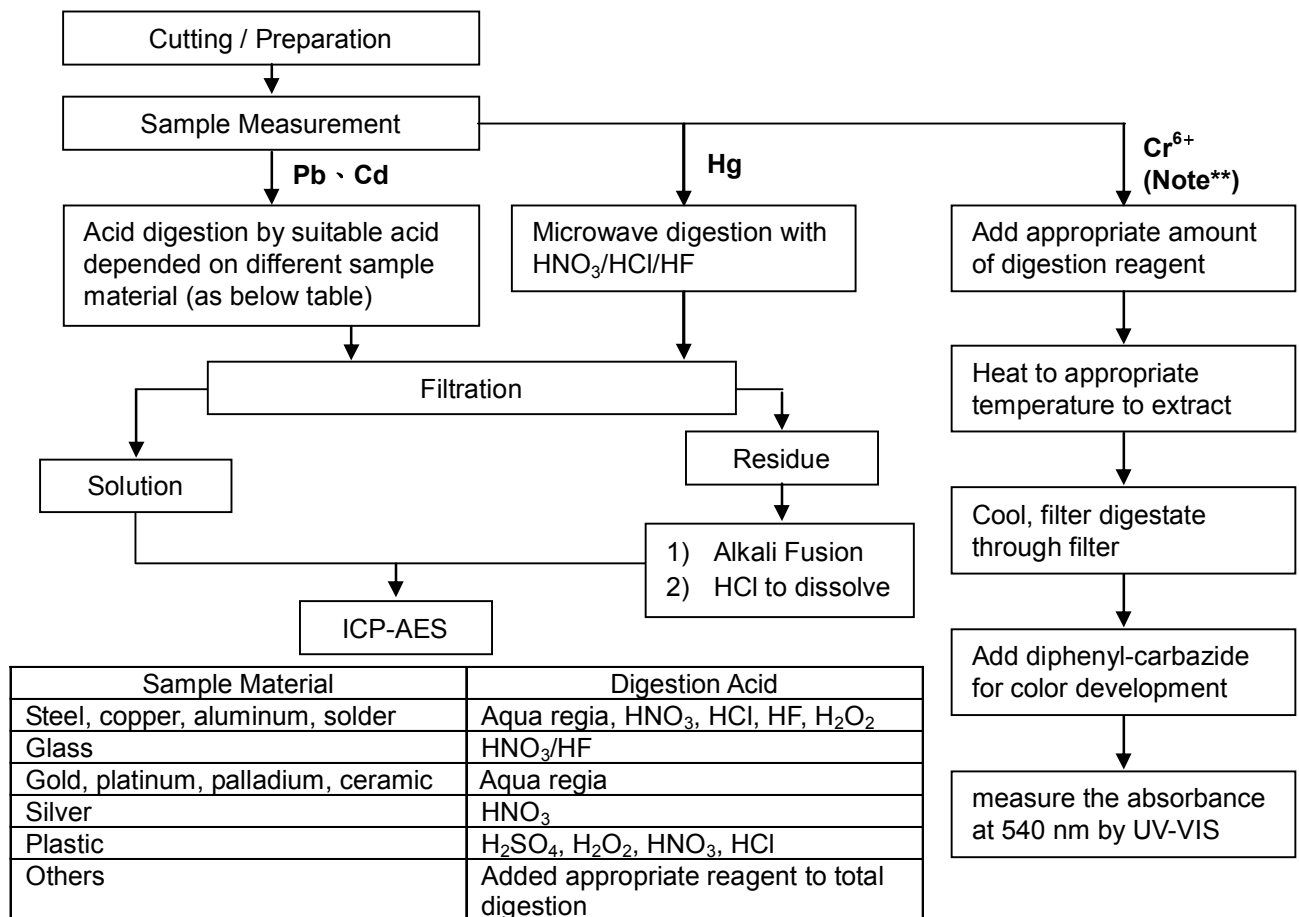 Cutting / Preparation
Sample Measurement
Pb、Cd
Hg
Cr⁶⁺
(Note**)
Acid digestion by suitable acid
depended on different sample
material (as below table)
Microwave digestion with
HNO₃/HCl/HF
Add appropriate amount
of digestion reagent
Filtration
Heat to appropriate
temperature to extract
Solution
Residue
Cool, filter digestate
through filter
1) Alkali Fusion
2) HCl to dissolve
ICP-AES
Add diphenyl-carbazide
for color development
measure the absorbance
at 540 nm by UV-VIS
Sample Material Digestion Acid
Steel, copper, aluminum, solder Aqua regia, HNO₃, HCl, HF, H₂O₂
Glass HNO₃/HF
Gold, platinum, palladium, ceramic Aqua regia
Silver HNO₃
Plastic H₂SO₄, H₂O₂, HNO₃, HCl
Others Added appropriate reagent to total
digestion